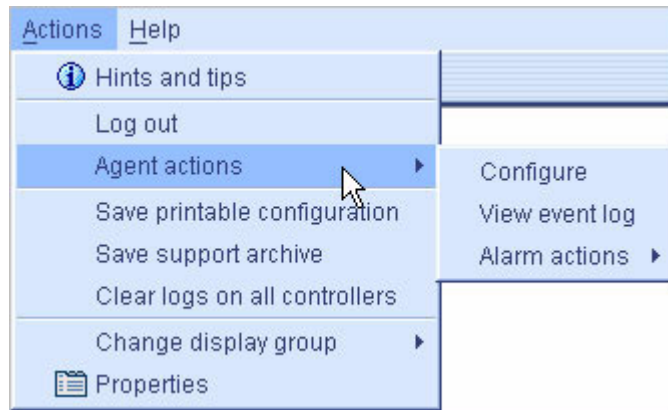 Actions Help
Hints and tips
Log out
Agent actions
Configure
Save printable configuration
View event log
Save support archive
Alarm actions
Clear logs on all controllers
Change display group
Properties